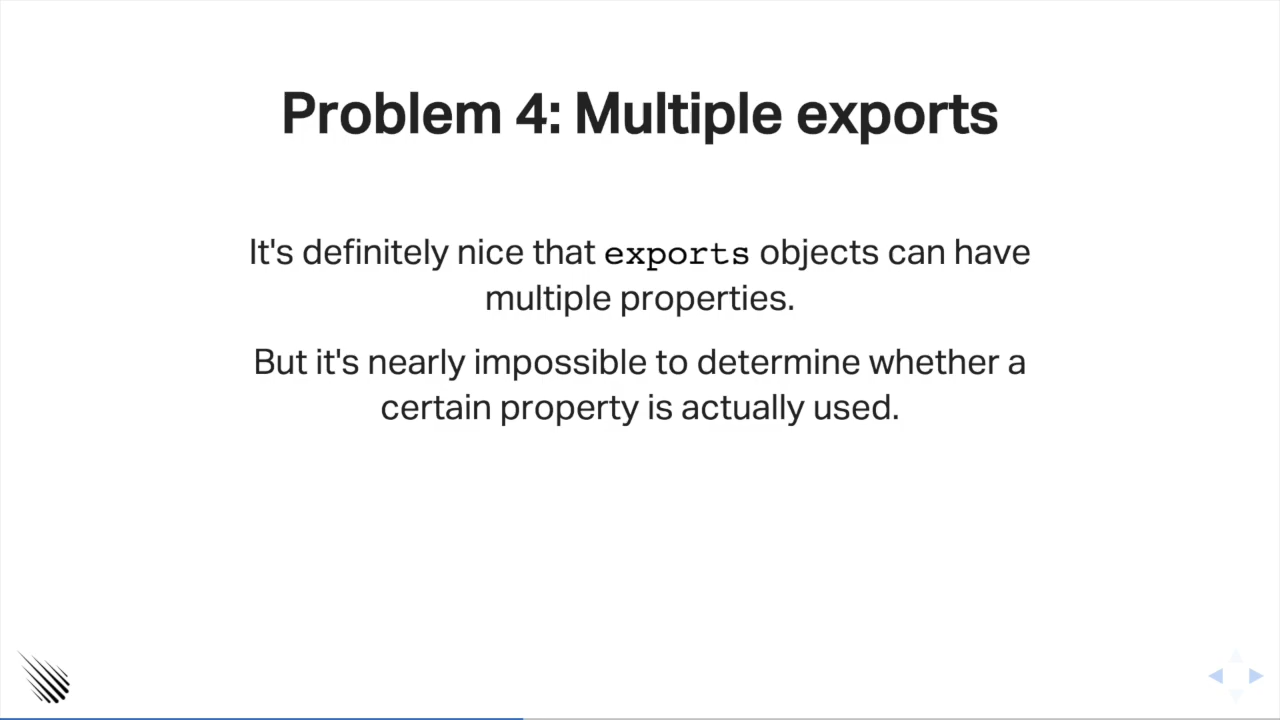 Problem 4: Multiple exports
It's definitely nice that exports objects can have
multiple properties.
But it's nearly impossible to determine whether a
certain property is actually used.